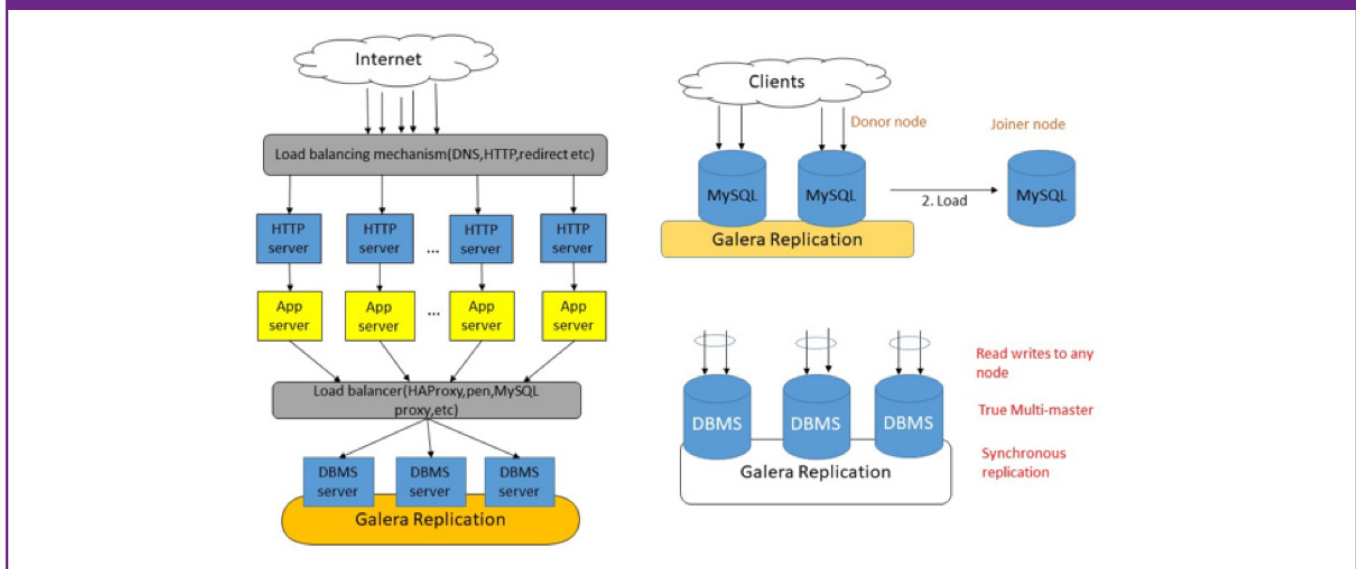 Internet
Load balancing mechanism(DNS,HTTP,redirect etc)
HTTP
server
HTTP
server
...
HTTP
server
HTTP
server
App
server
App
server
...
App
server
App
server
Load balancer(HAProxy,pen,MySQL
proxy,etc)
DBMS
server
DBMS
server
DBMS
server
Galera Replication
Clients
Donor node
Joiner node
MySQL
MySQL
2. Load
MySQL
Galera Replication
Read writes to any
node
True Multi-master
Synchronous
replication
DBMS
DBMS
DBMS
Galera Replication